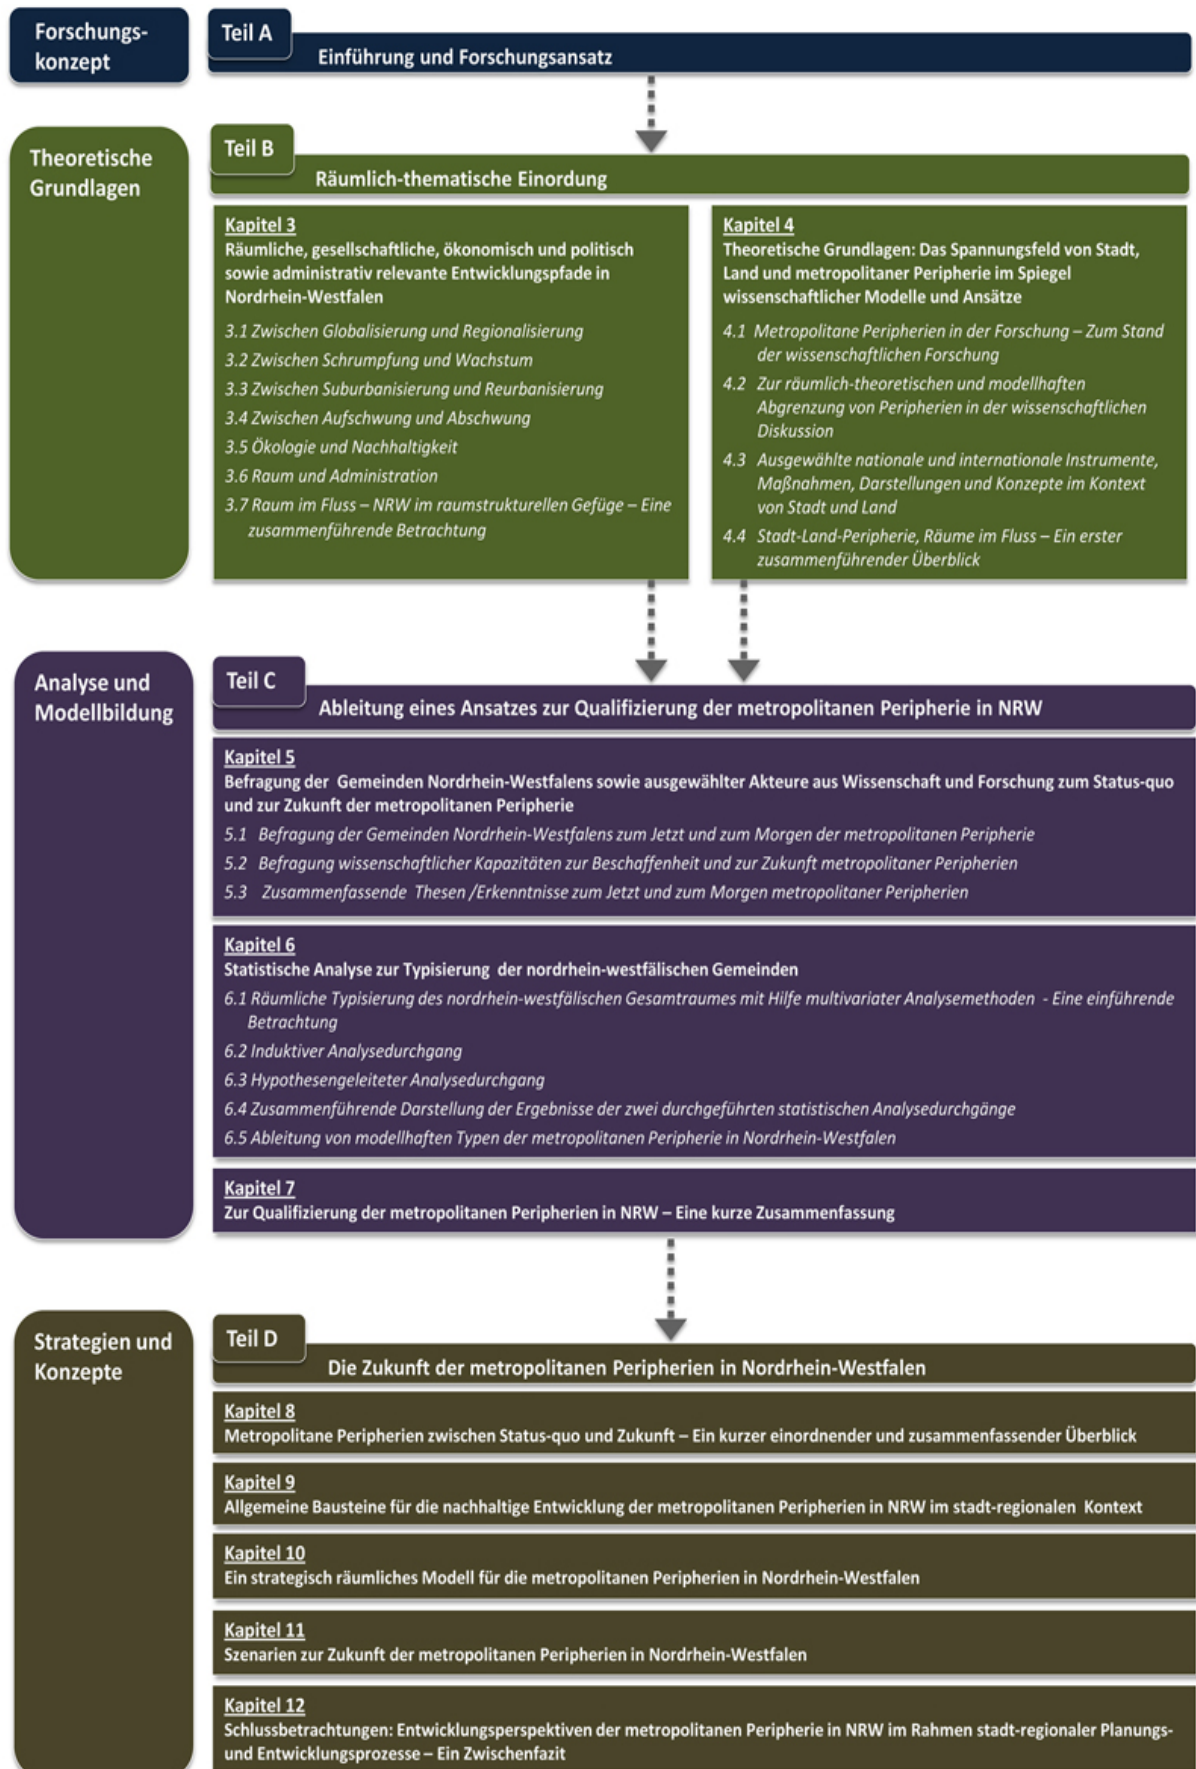 Forschungs-
konzept
Teil A
Einführung und Forschungsansatz
Theoretische
Grundlagen
Teil B
Räumlich-thematische Einordung
Kapitel 3
Räumliche, gesellschaftliche, ökonomisch und politisch
sowie administrativ relevante Entwicklungspfade in
Nordrhein-Westfalen
3.1 Zwischen Globalisierung und Regionalisierung
3.2 Zwischen Schrumpfung und Wachstum
3.3 Zwischen Suburbanisierung und Reurbanisierung
3.4 Zwischen Aufschwung und Abschwung
3.5 Ökologie und Nachhaltigkeit
3.6 Raum und Administration
3.7 Raum im Fluss – NRW im raumstrukturellen Gefüge – Eine
zusammenführende Betrachtung
Kapitel 4
Theoretische Grundlagen: Das Spannungsfeld von Stadt,
Land und metropolitaner Peripherie im Spiegel
wissenschaftlicher Modelle und Ansätze
4.1 Metropolitane Peripherien in der Forschung – Zum Stand
der wissenschaftlichen Forschung
4.2 Zur räumlich-theoretischen und modellhaften
Abgrenzung von Peripherien in der wissenschaftlichen
Diskussion
4.3 Ausgewählte nationale und internationale Instrumente,
Maßnahmen, Darstellungen und Konzepte im Kontext
von Stadt und Land
4.4 Stadt-Land-Peripherie, Räume im Fluss – Ein erster
zusammenführender Überblick
Analyse und
Modellbildung
Teil C
Ableitung eines Ansatzes zur Qualifizierung der metropolitanen Peripherie in NRW
Kapitel 5
Befragung der Gemeinden Nordrhein-Westfalens sowie ausgewählter Akteure aus Wissenschaft und Forschung zum Status-quo
und zur Zukunft der metropolitanen Peripherie
5.1 Befragung der Gemeinden Nordrhein-Westfalens zum Jetzt und zum Morgen der metropolitanen Peripherie
5.2 Befragung wissenschaftlicher Kapazitäten zur Beschaffenheit und zur Zukunft metropolitaner Peripherien
5.3 Zusammenfassende Thesen /Erkenntnisse zum Jetzt und zum Morgen metropolitaner Peripherien
Kapitel 6
Statistische Analyse zur Typisierung der nordrhein-westfälischen Gemeinden
6.1 Räumliche Typisierung des nordrhein-westfälischen Gesamtraumes mit Hilfe multivariater Analysemethoden - Eine einführende
Betrachtung
6.2 Induktiver Analysedurchgang
6.3 Hypothesengeleiteter Analysedurchgang
6.4 Zusammenführende Darstellung der Ergebnisse der zwei durchgeführten statistischen Analysedurchgänge
6.5 Ableitung von modellhaften Typen der metropolitanen Peripherie in Nordrhein-Westfalen
Kapitel 7
Zur Qualifizierung der metropolitanen Peripherien in NRW – Eine kurze Zusammenfassung
Strategien und
Konzepte
Teil D
Die Zukunft der metropolitanen Peripherien in Nordrhein-Westfalen
Kapitel 8
Metropolitane Peripherien zwischen Status-quo und Zukunft – Ein kurzer einordnender und zusammenfassender Überblick
Kapitel 9
Allgemeine Bausteine für die nachhaltige Entwicklung der metropolitanen Peripherien in NRW im stadt-regionalen Kontext
Kapitel 10
Ein strategisch räumliches Modell für die metropolitanen Peripherien in Nordrhein-Westfalen
Kapitel 11
Szenarien zur Zukunft der metropolitanen Peripherien in Nordrhein-Westfalen
Kapitel 12
Schlussbetrachtungen: Entwicklungsperspektiven der metropolitanen Peripherie in NRW im Rahmen stadt-regionaler Planungs-
und Entwicklungsprozesse – Ein Zwischenfazit